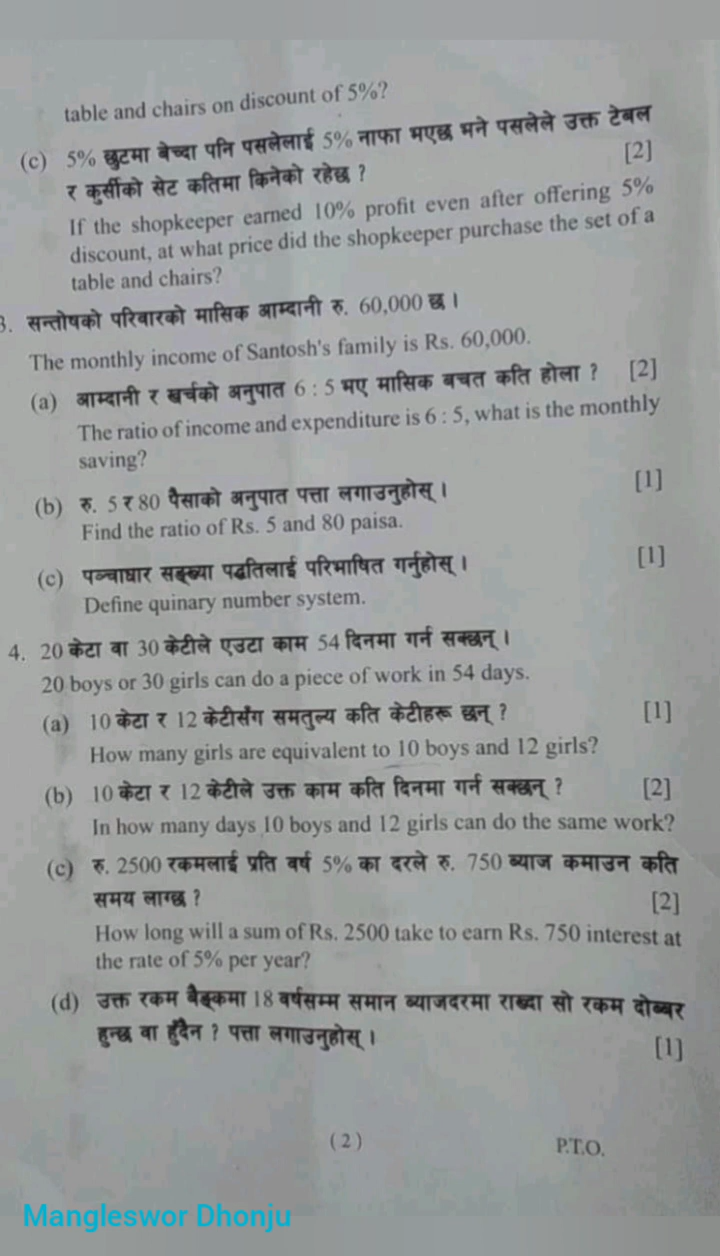 table and chairs on discount of 5%?
(c) 5% छुटमा बेच्दा पनि पसलेलाई 5% नाफा भएछ भने पसलेले उक्त टेबल
र कुर्सीको सेट कतिमा किनेको रहेछ ? [2]
If the shopkeeper earned 10% profit even after offering 5%
discount, at what price did the shopkeeper purchase the set of a
table and chairs?
3. सन्तोषको परिवारको मासिक आम्दानी रु. 60,000 छ ।
The monthly income of Santosh's family is Rs. 60,000.
(a) आम्दानी र खर्चको अनुपात 6 : 5 भए मासिक बचत कति होला ? [2]
The ratio of income and expenditure is 6 : 5, what is the monthly
saving?
(b) रु. 5 र 80 पैसाको अनुपात पत्ता लगाउनुहोस् । [1]
Find the ratio of Rs. 5 and 80 paisa.
(c) पञ्चाधार सङ्ख्या पद्धतिलाई परिभाषित गर्नुहोस् । [1]
Define quinary number system.
4. 20 केटा वा 30 केटीले एउटा काम 54 दिनमा गर्न सक्छन् ।
20 boys or 30 girls can do a piece of work in 54 days.
(a) 10 केटा र 12 केटीसँग समतुल्य कति केटीहरू छन् ? [1]
How many girls are equivalent to 10 boys and 12 girls?
(b) 10 केटा र 12 केटीले उक्त काम कति दिनमा गर्न सक्छन् ? [2]
In how many days 10 boys and 12 girls can do the same work?
(c) रु. 2500 रकमलाई प्रति वर्ष 5% का दरले रु. 750 ब्याज कमाउन कति
समय लाग्छ ? [2]
How long will a sum of Rs. 2500 take to earn Rs. 750 interest at
the rate of 5% per year?
(d) उक्त रकम बैङ्कमा 18 वर्षसम्म समान ब्याजदरमा राख्दा सो रकम दोब्बर
हुन्छ वा हुँदैन ? पत्ता लगाउनुहोस् । [1]
(2) P.T.O.
Mangleswor Dhonju